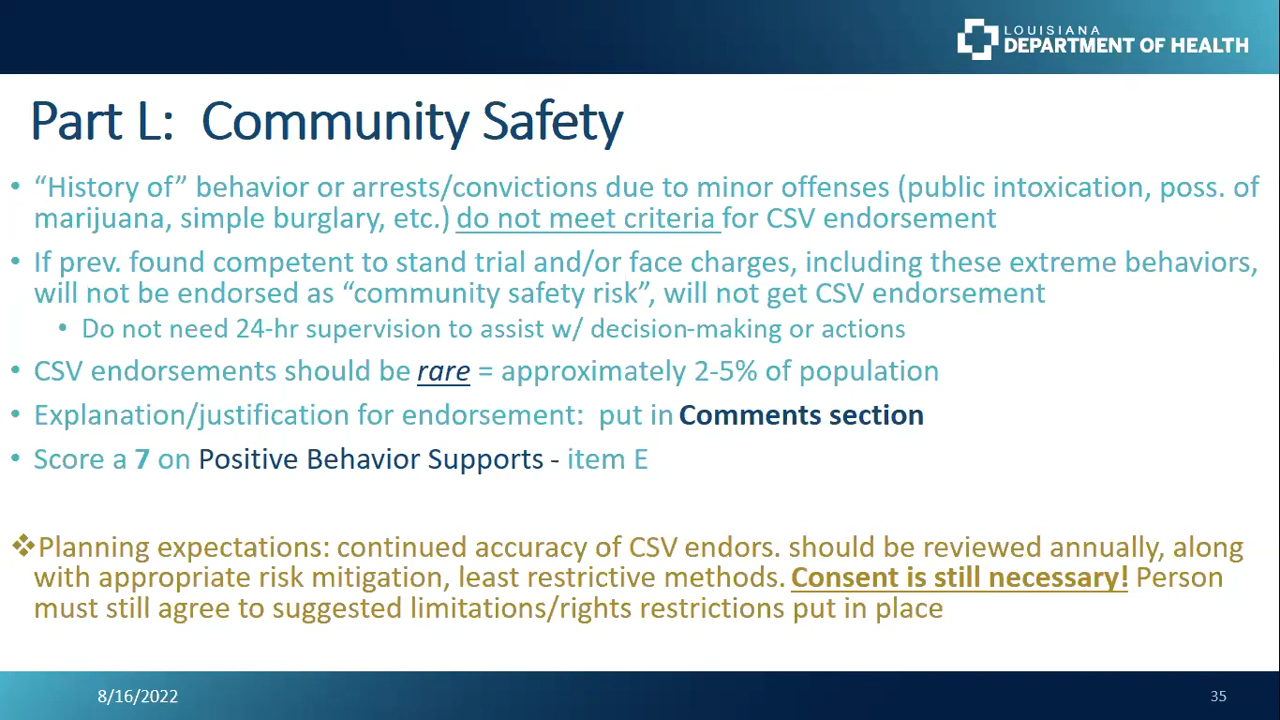 LOUISIANA
DEPARTMENT OF HEALTH
Part L:  Community Safety
• “History of” behavior or arrests/convictions due to minor offenses (public intoxication, poss. of
marijuana, simple burglary, etc.) do not meet criteria for CSV endorsement
• If prev. found competent to stand trial and/or face charges, including these extreme behaviors,
will not be endorsed as “community safety risk”, will not get CSV endorsement
• Do not need 24-hr supervision to assist w/ decision-making or actions
• CSV endorsements should be rare = approximately 2-5% of population
• Explanation/justification for endorsement:  put in Comments section
• Score a 7 on Positive Behavior Supports - item E
❖Planning expectations: continued accuracy of CSV endors. should be reviewed annually, along
with appropriate risk mitigation, least restrictive methods. Consent is still necessary! Person
must still agree to suggested limitations/rights restrictions put in place
8/16/2022
35